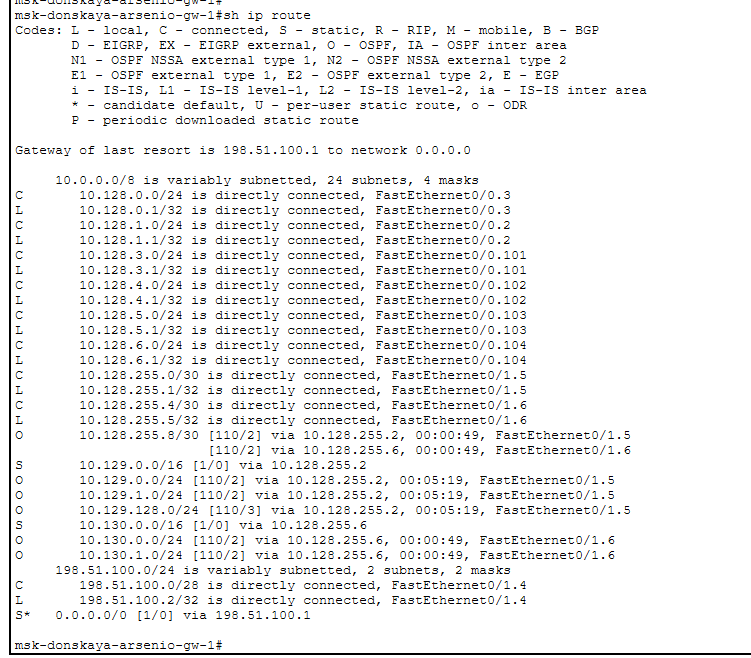 msk-donskaya-arsenio-gw-1#
msk-donskaya-arsenio-gw-1#sh ip route
Codes: L - local, C - connected, S - static, R - RIP, M - mobile, B - BGP
       D - EIGRP, EX - EIGRP external, O - OSPF, IA - OSPF inter area
       N1 - OSPF NSSA external type 1, N2 - OSPF NSSA external type 2
       E1 - OSPF external type 1, E2 - OSPF external type 2, E - EGP
       i - IS-IS, L1 - IS-IS level-1, L2 - IS-IS level-2, ia - IS-IS inter area
       * - candidate default, U - per-user static route, o - ODR
       P - periodic downloaded static route
Gateway of last resort is 198.51.100.1 to network 0.0.0.0
     10.0.0.0/8 is variably subnetted, 24 subnets, 4 masks
C       10.128.0.0/24 is directly connected, FastEthernet0/0.3
L       10.128.0.1/32 is directly connected, FastEthernet0/0.3
C       10.128.1.0/24 is directly connected, FastEthernet0/0.2
L       10.128.1.1/32 is directly connected, FastEthernet0/0.2
C       10.128.3.0/24 is directly connected, FastEthernet0/0.101
L       10.128.3.1/32 is directly connected, FastEthernet0/0.101
C       10.128.4.0/24 is directly connected, FastEthernet0/0.102
L       10.128.4.1/32 is directly connected, FastEthernet0/0.102
C       10.128.5.0/24 is directly connected, FastEthernet0/0.103
L       10.128.5.1/32 is directly connected, FastEthernet0/0.103
C       10.128.6.0/24 is directly connected, FastEthernet0/0.104
L       10.128.6.1/32 is directly connected, FastEthernet0/0.104
C       10.128.255.0/30 is directly connected, FastEthernet0/1.5
L       10.128.255.1/32 is directly connected, FastEthernet0/1.5
C       10.128.255.4/30 is directly connected, FastEthernet0/1.6
L       10.128.255.5/32 is directly connected, FastEthernet0/1.6
O       10.128.255.8/30 [110/2] via 10.128.255.2, 00:00:49, FastEthernet0/1.5
                        [110/2] via 10.128.255.6, 00:00:49, FastEthernet0/1.6
S       10.129.0.0/16 [1/0] via 10.128.255.2
O       10.129.0.0/24 [110/2] via 10.128.255.2, 00:05:19, FastEthernet0/1.5
O       10.129.1.0/24 [110/2] via 10.128.255.2, 00:05:19, FastEthernet0/1.5
O       10.129.128.0/24 [110/3] via 10.128.255.2, 00:05:19, FastEthernet0/1.5
S       10.130.0.0/16 [1/0] via 10.128.255.6
O       10.130.0.0/24 [110/2] via 10.128.255.6, 00:00:49, FastEthernet0/1.6
O       10.130.1.0/24 [110/2] via 10.128.255.6, 00:00:49, FastEthernet0/1.6
     198.51.100.0/24 is variably subnetted, 2 subnets, 2 masks
C       198.51.100.0/28 is directly connected, FastEthernet0/1.4
L       198.51.100.2/32 is directly connected, FastEthernet0/1.4
S*   0.0.0.0/0 [1/0] via 198.51.100.1
msk-donskaya-arsenio-gw-1#